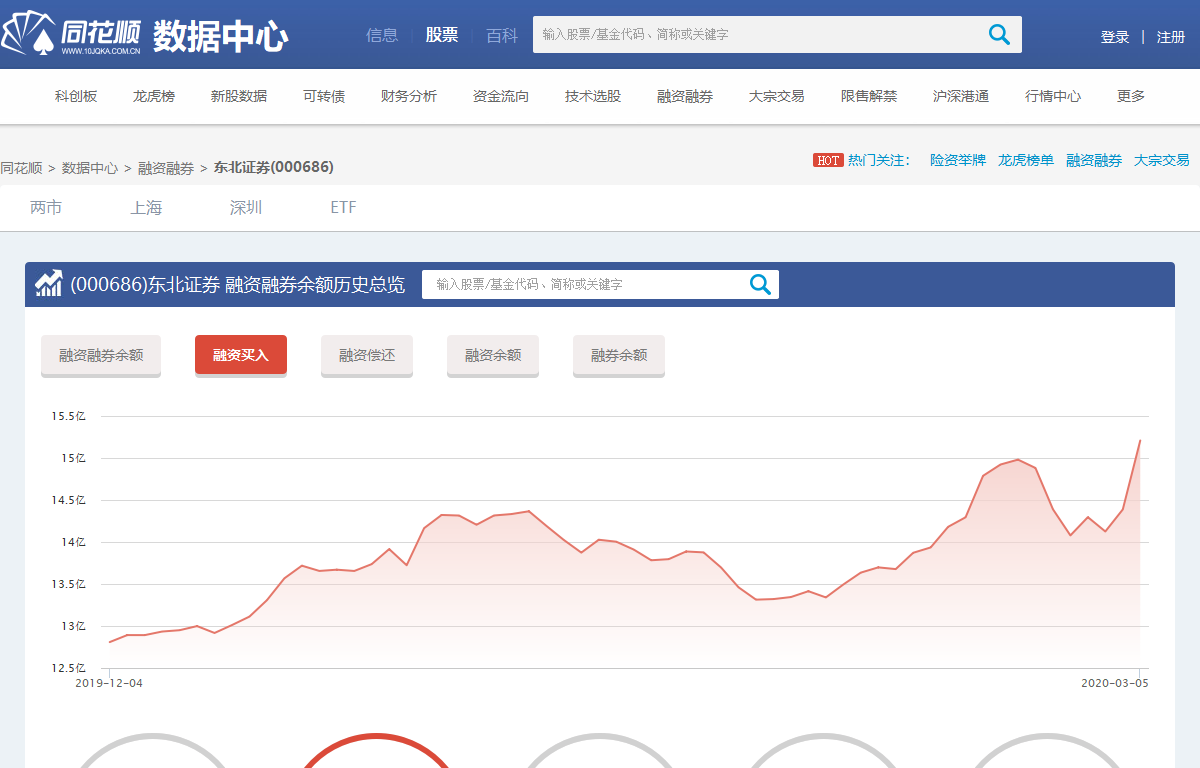 同花顺 数据中心 信息 股票 百科 输入股票/基金代码、简称或关键字 登录 | 注册
WWW.10JQKA.COM.CN
科创板 龙虎榜 新股数据 可转债 财务分析 资金流向 技术选股 融资融券 大宗交易 限售解禁 沪深港通 行情中心 更多
同花顺 > 数据中心 > 融资融券 > 东北证券(000686)
HOT 热门关注： 险资举牌 龙虎榜单 融资融券 大宗交易
两市 上海 深圳 ETF
(000686)东北证券 融资融券余额历史总览 输入股票/基金代码、简称或关键字
融资融券余额 融资买入 融资偿还 融资余额 融券余额
15.5亿
15亿
14.5亿
14亿
13.5亿
13亿
12.5亿
2019-12-04 2020-03-05